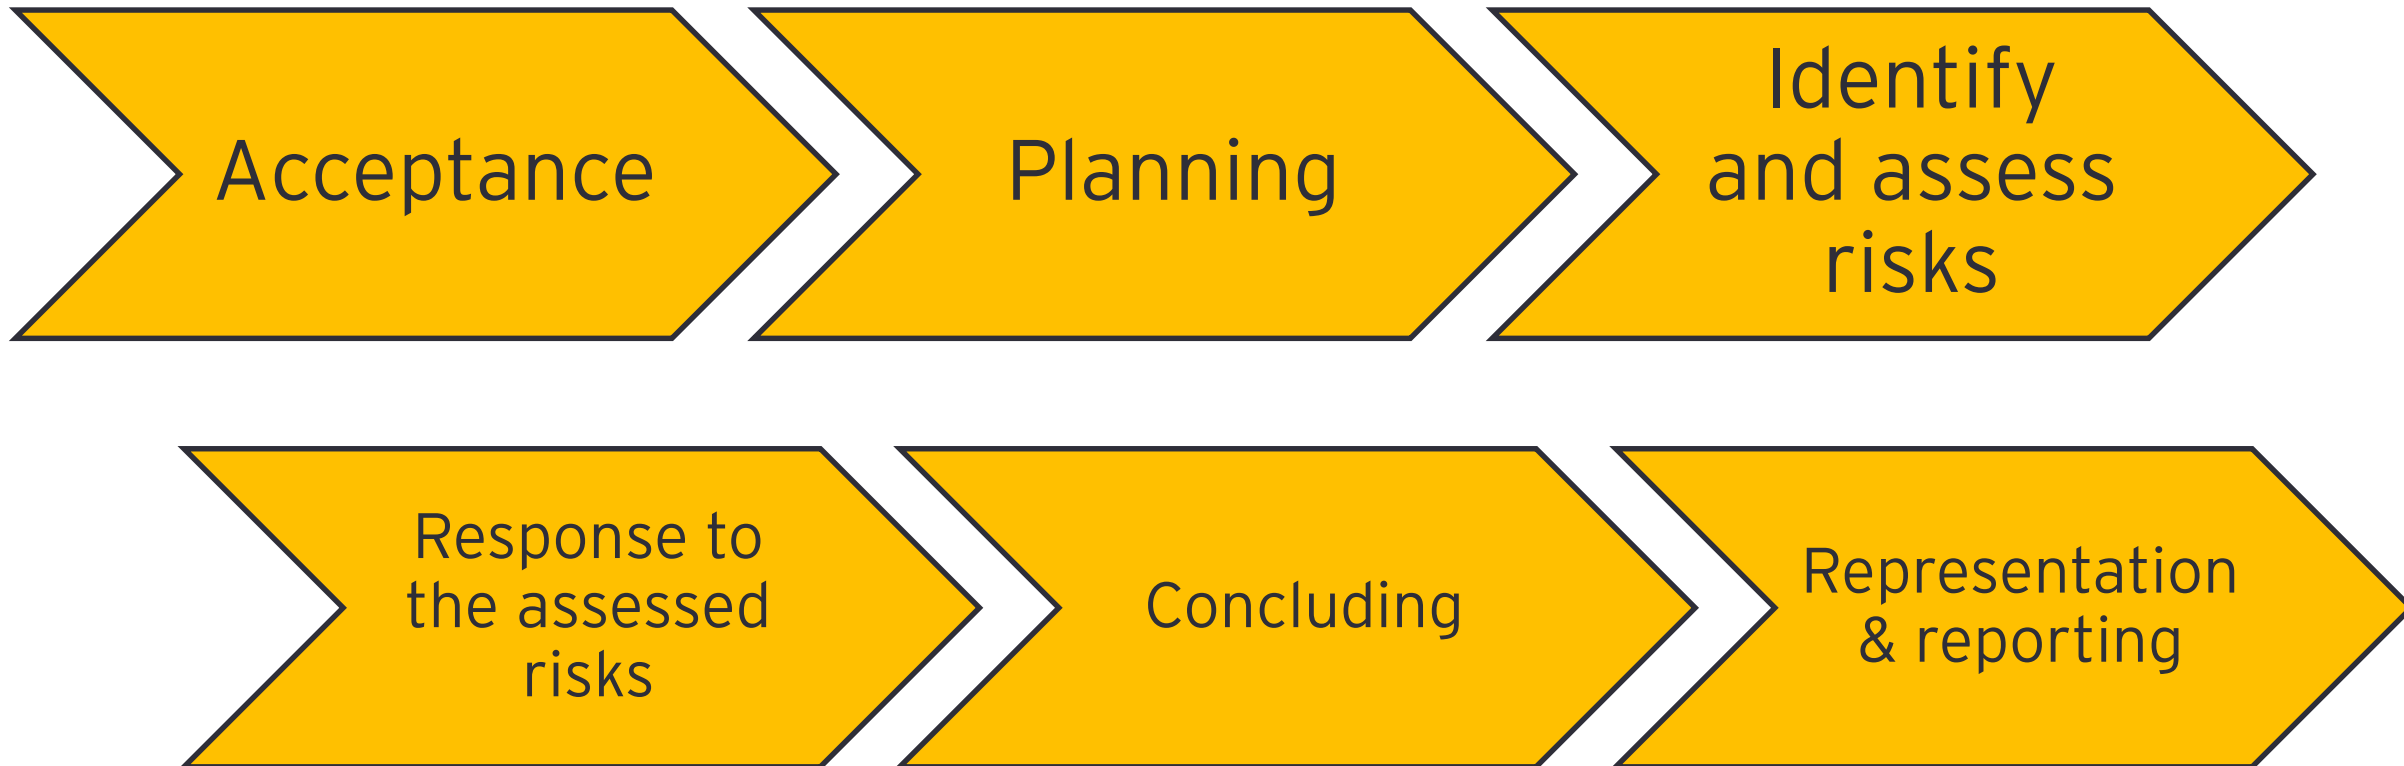 Acceptance
Planning
Identify
and assess
risks
Response to
the assessed
risks
Concluding
Representation
& reporting